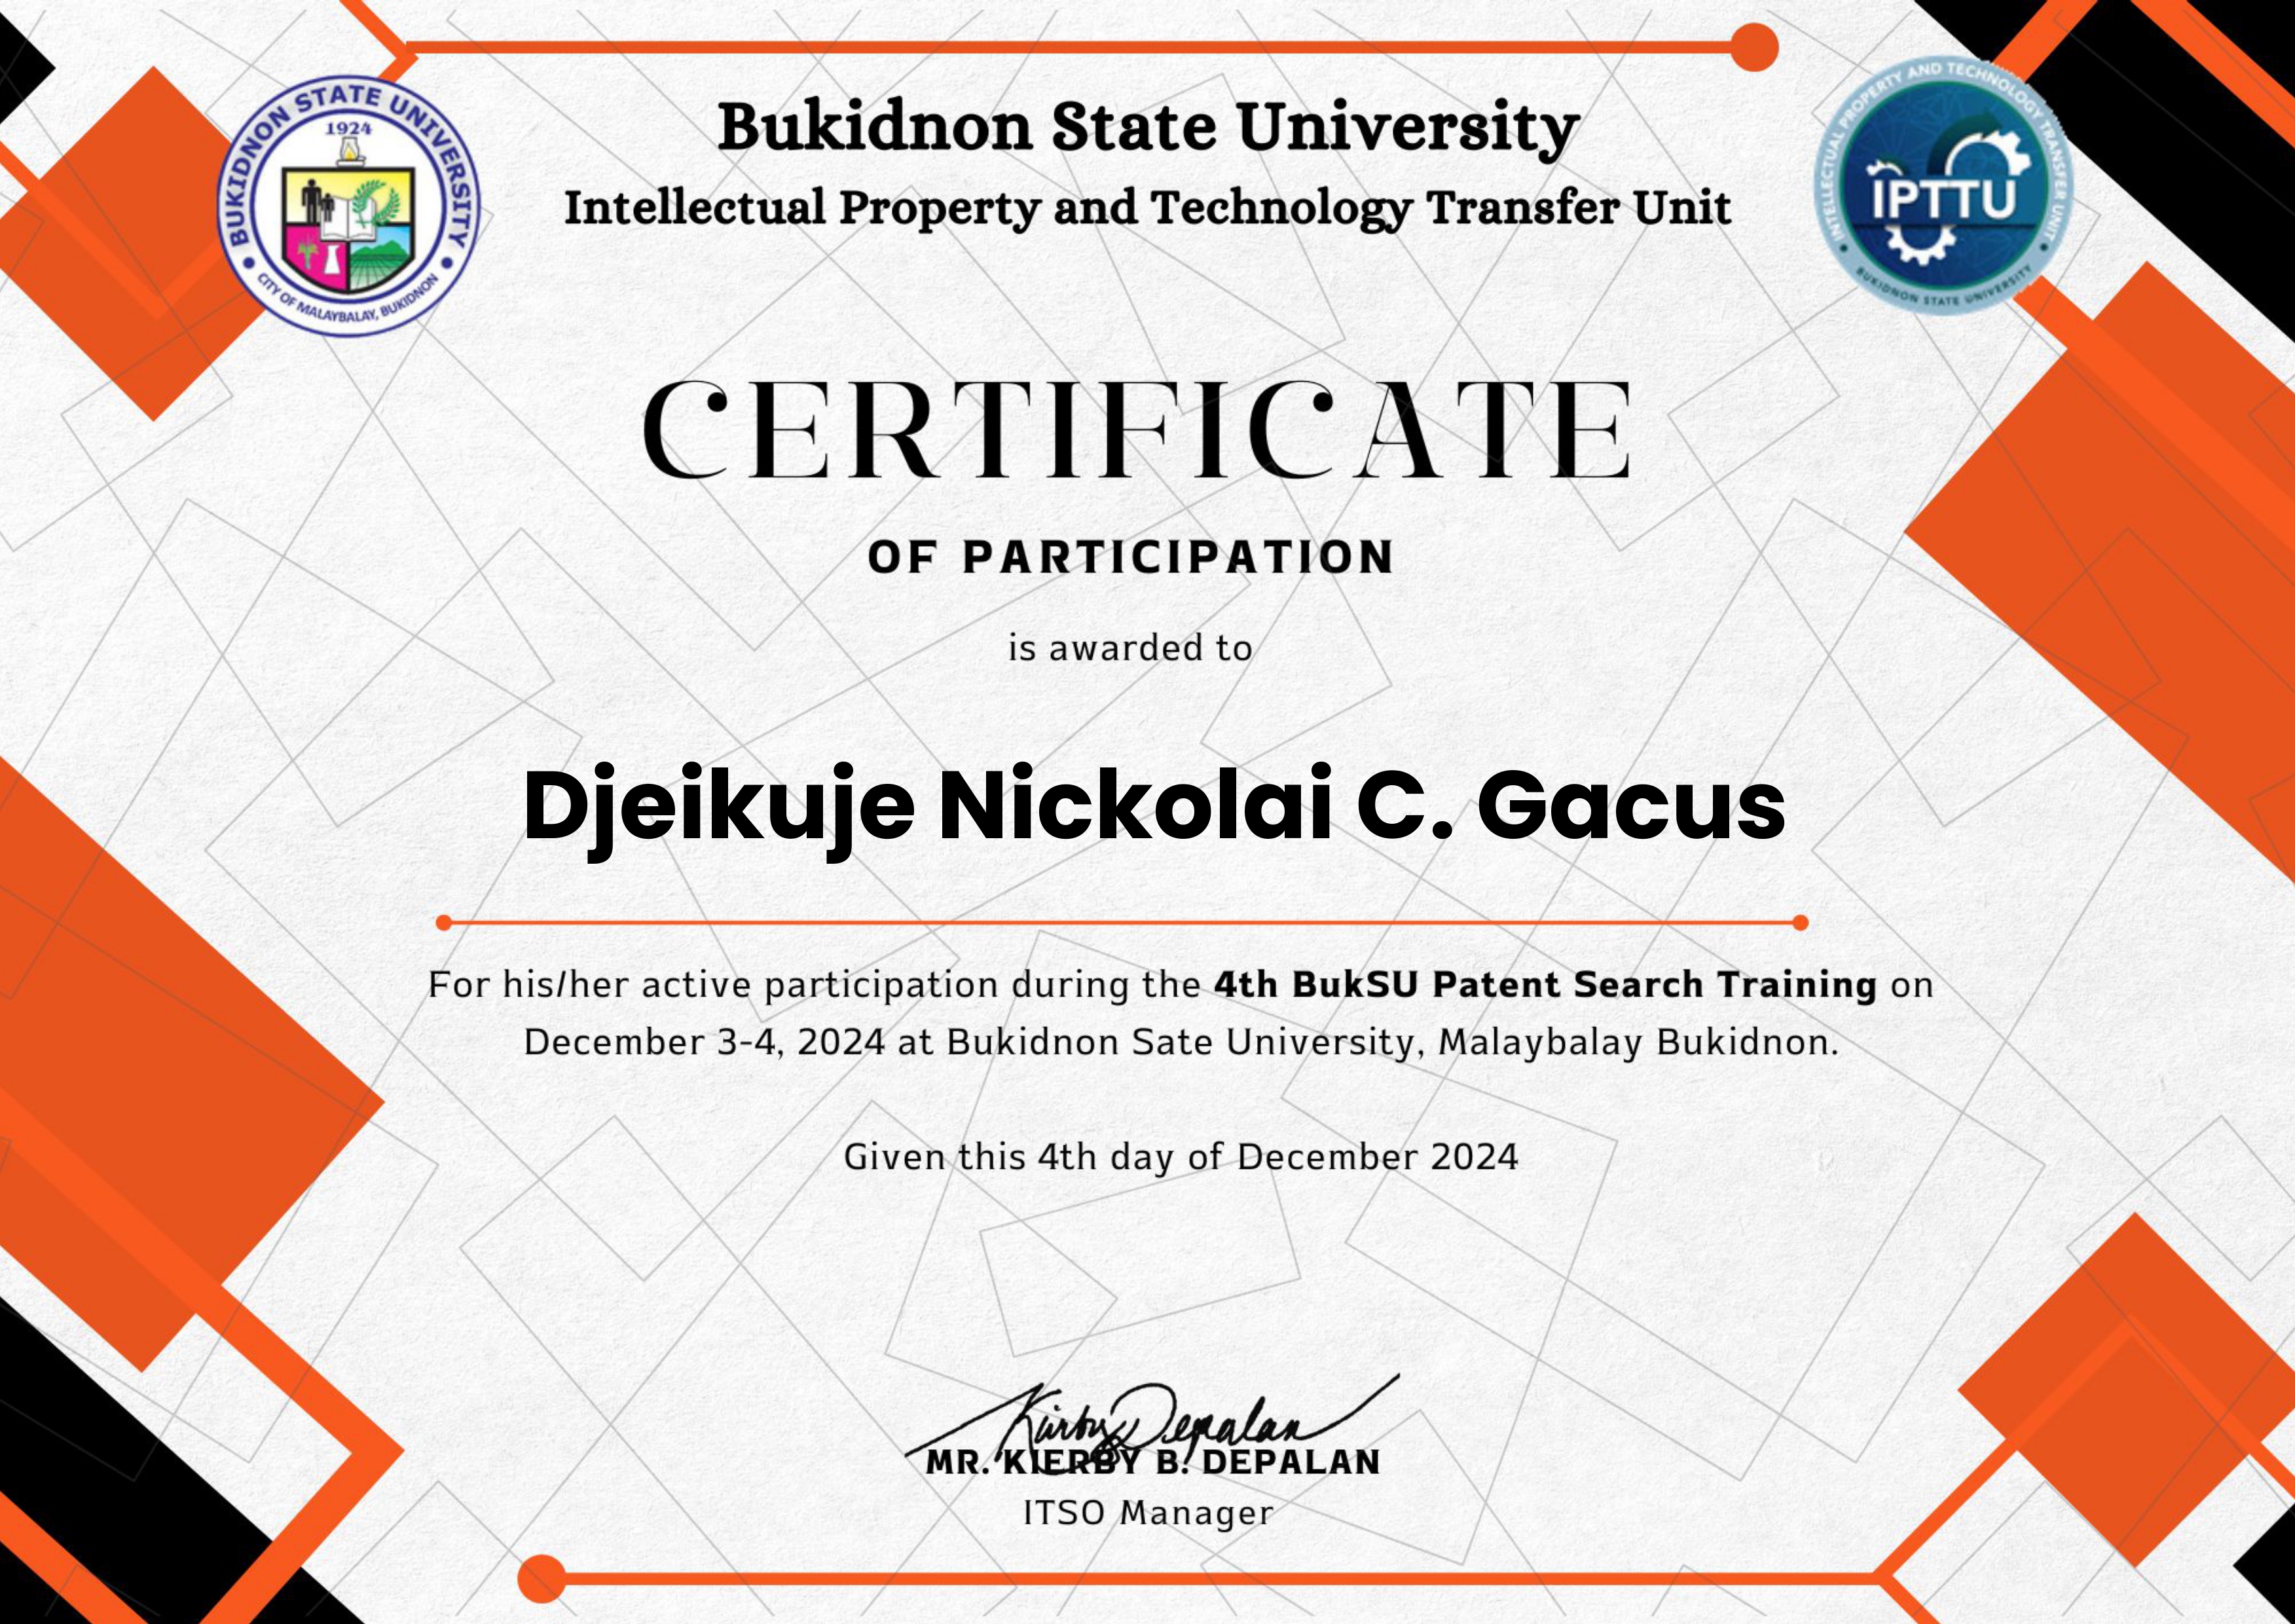 BUKIDNON STATE UNIVERSITY
1924
CITY OF MALAYBALAY, BUKIDNON
Bukidnon State University
Intellectual Property and Technology Transfer Unit
INTELLECTUAL PROPERTY AND TECHNOLOGY TRANSFER UNIT
IPTTU
BUKIDNON STATE UNIVERSITY
CERTIFICATE
OF PARTICIPATION
is awarded to
Djeikuje Nickolai C. Gacus
For his/her active participation during the 4th BukSU Patent Search Training on
December 3-4, 2024 at Bukidnon Sate University, Malaybalay Bukidnon.
Given this 4th day of December 2024
Kirby Depalan
MR. KIERBY B. DEPALAN
ITSO Manager